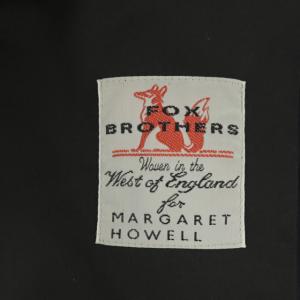 FOX
BROTHERS
Woven in the
West of England
for
MARGARET
HOWELL